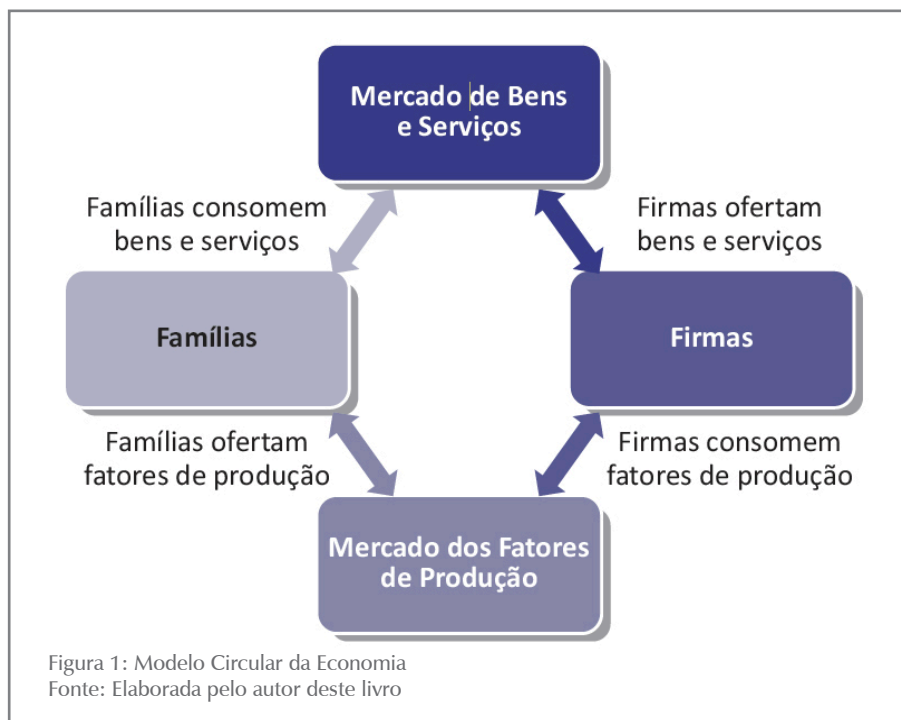 Mercado de Bens
e Serviços
Famílias consomem
bens e serviços
Firmas ofertam
bens e serviços
Famílias
Firmas
Famílias ofertam
fatores de produção
Firmas consomem
fatores de produção
Mercado dos Fatores
de Produção
Figura 1: Modelo Circular da Economia
Fonte: Elaborada pelo autor deste livro